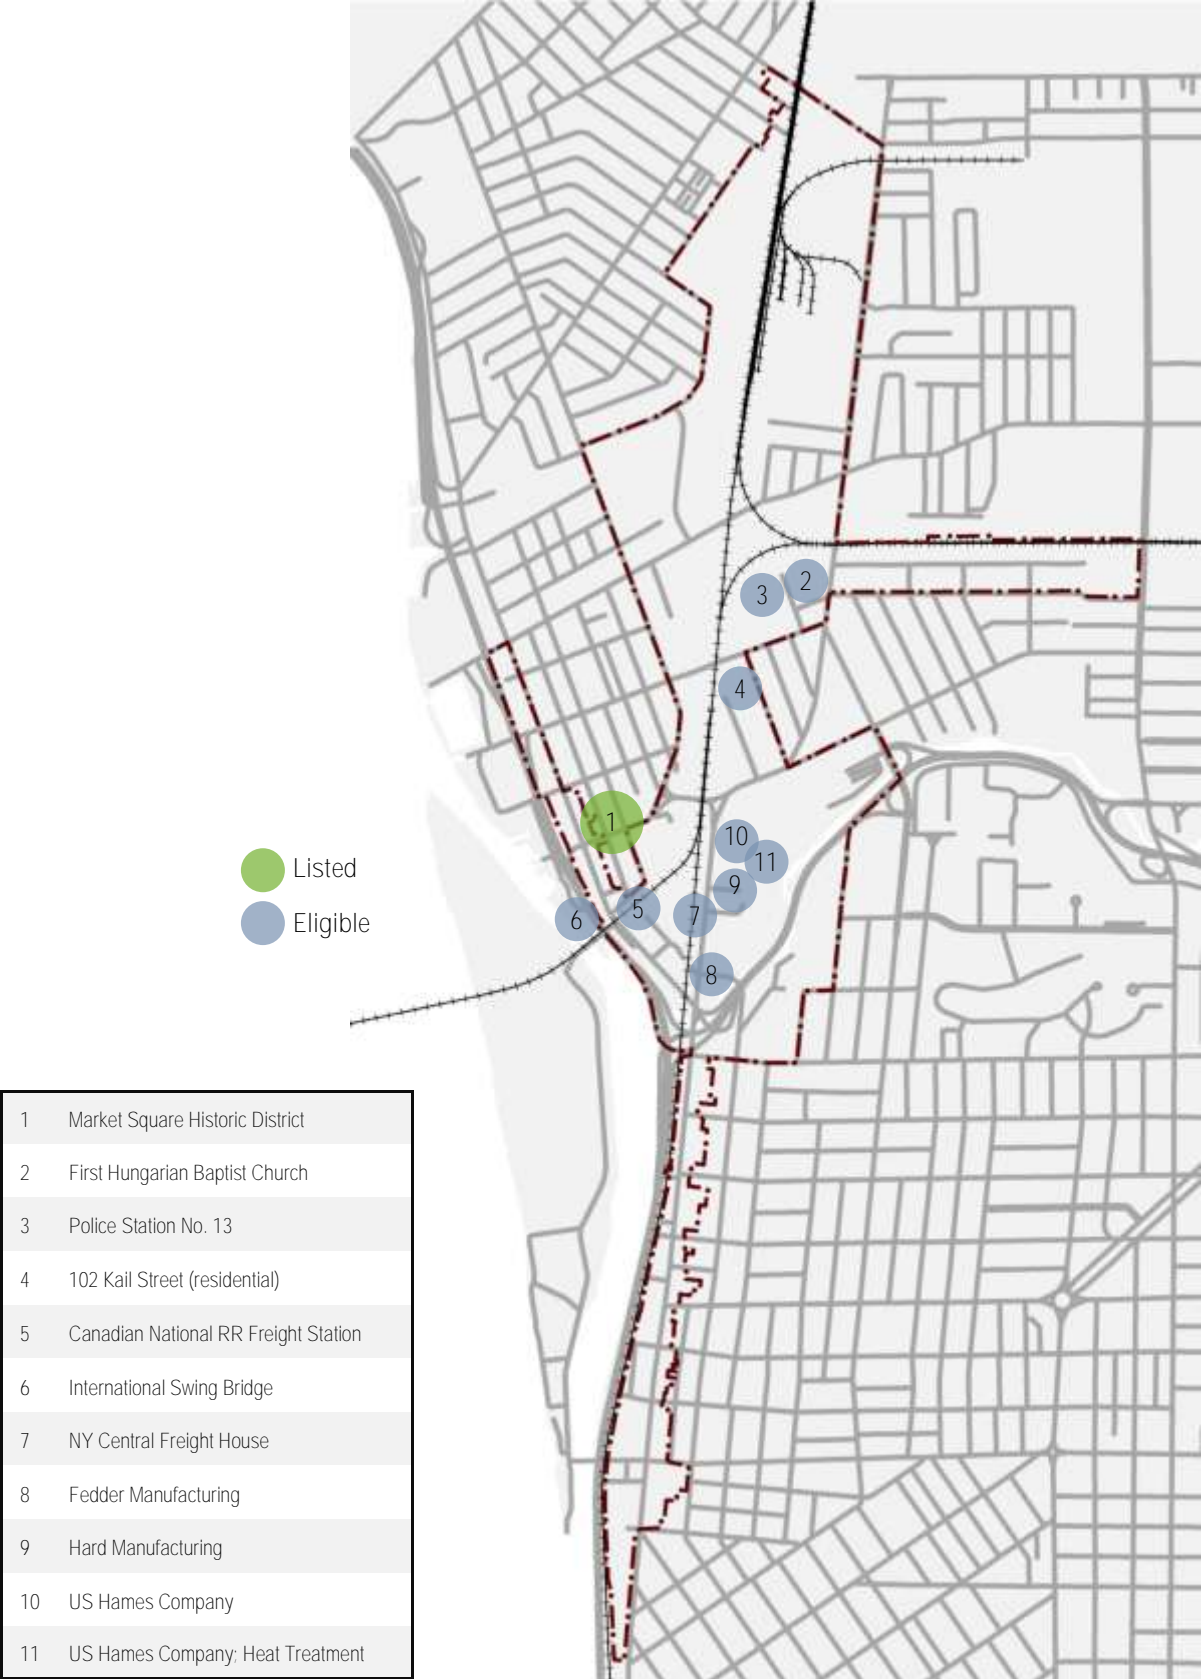 2
3
4
1
10
11
9
5
7
6
8
Listed
Eligible
1 Market Square Historic District
2 First Hungarian Baptist Church
3 Police Station No. 13
4 102 Kail Street (residential)
5 Canadian National RR Freight Station
6 International Swing Bridge
7 NY Central Freight House
8 Fedder Manufacturing
9 Hard Manufacturing
10 US Hames Company
11 US Hames Company; Heat Treatment